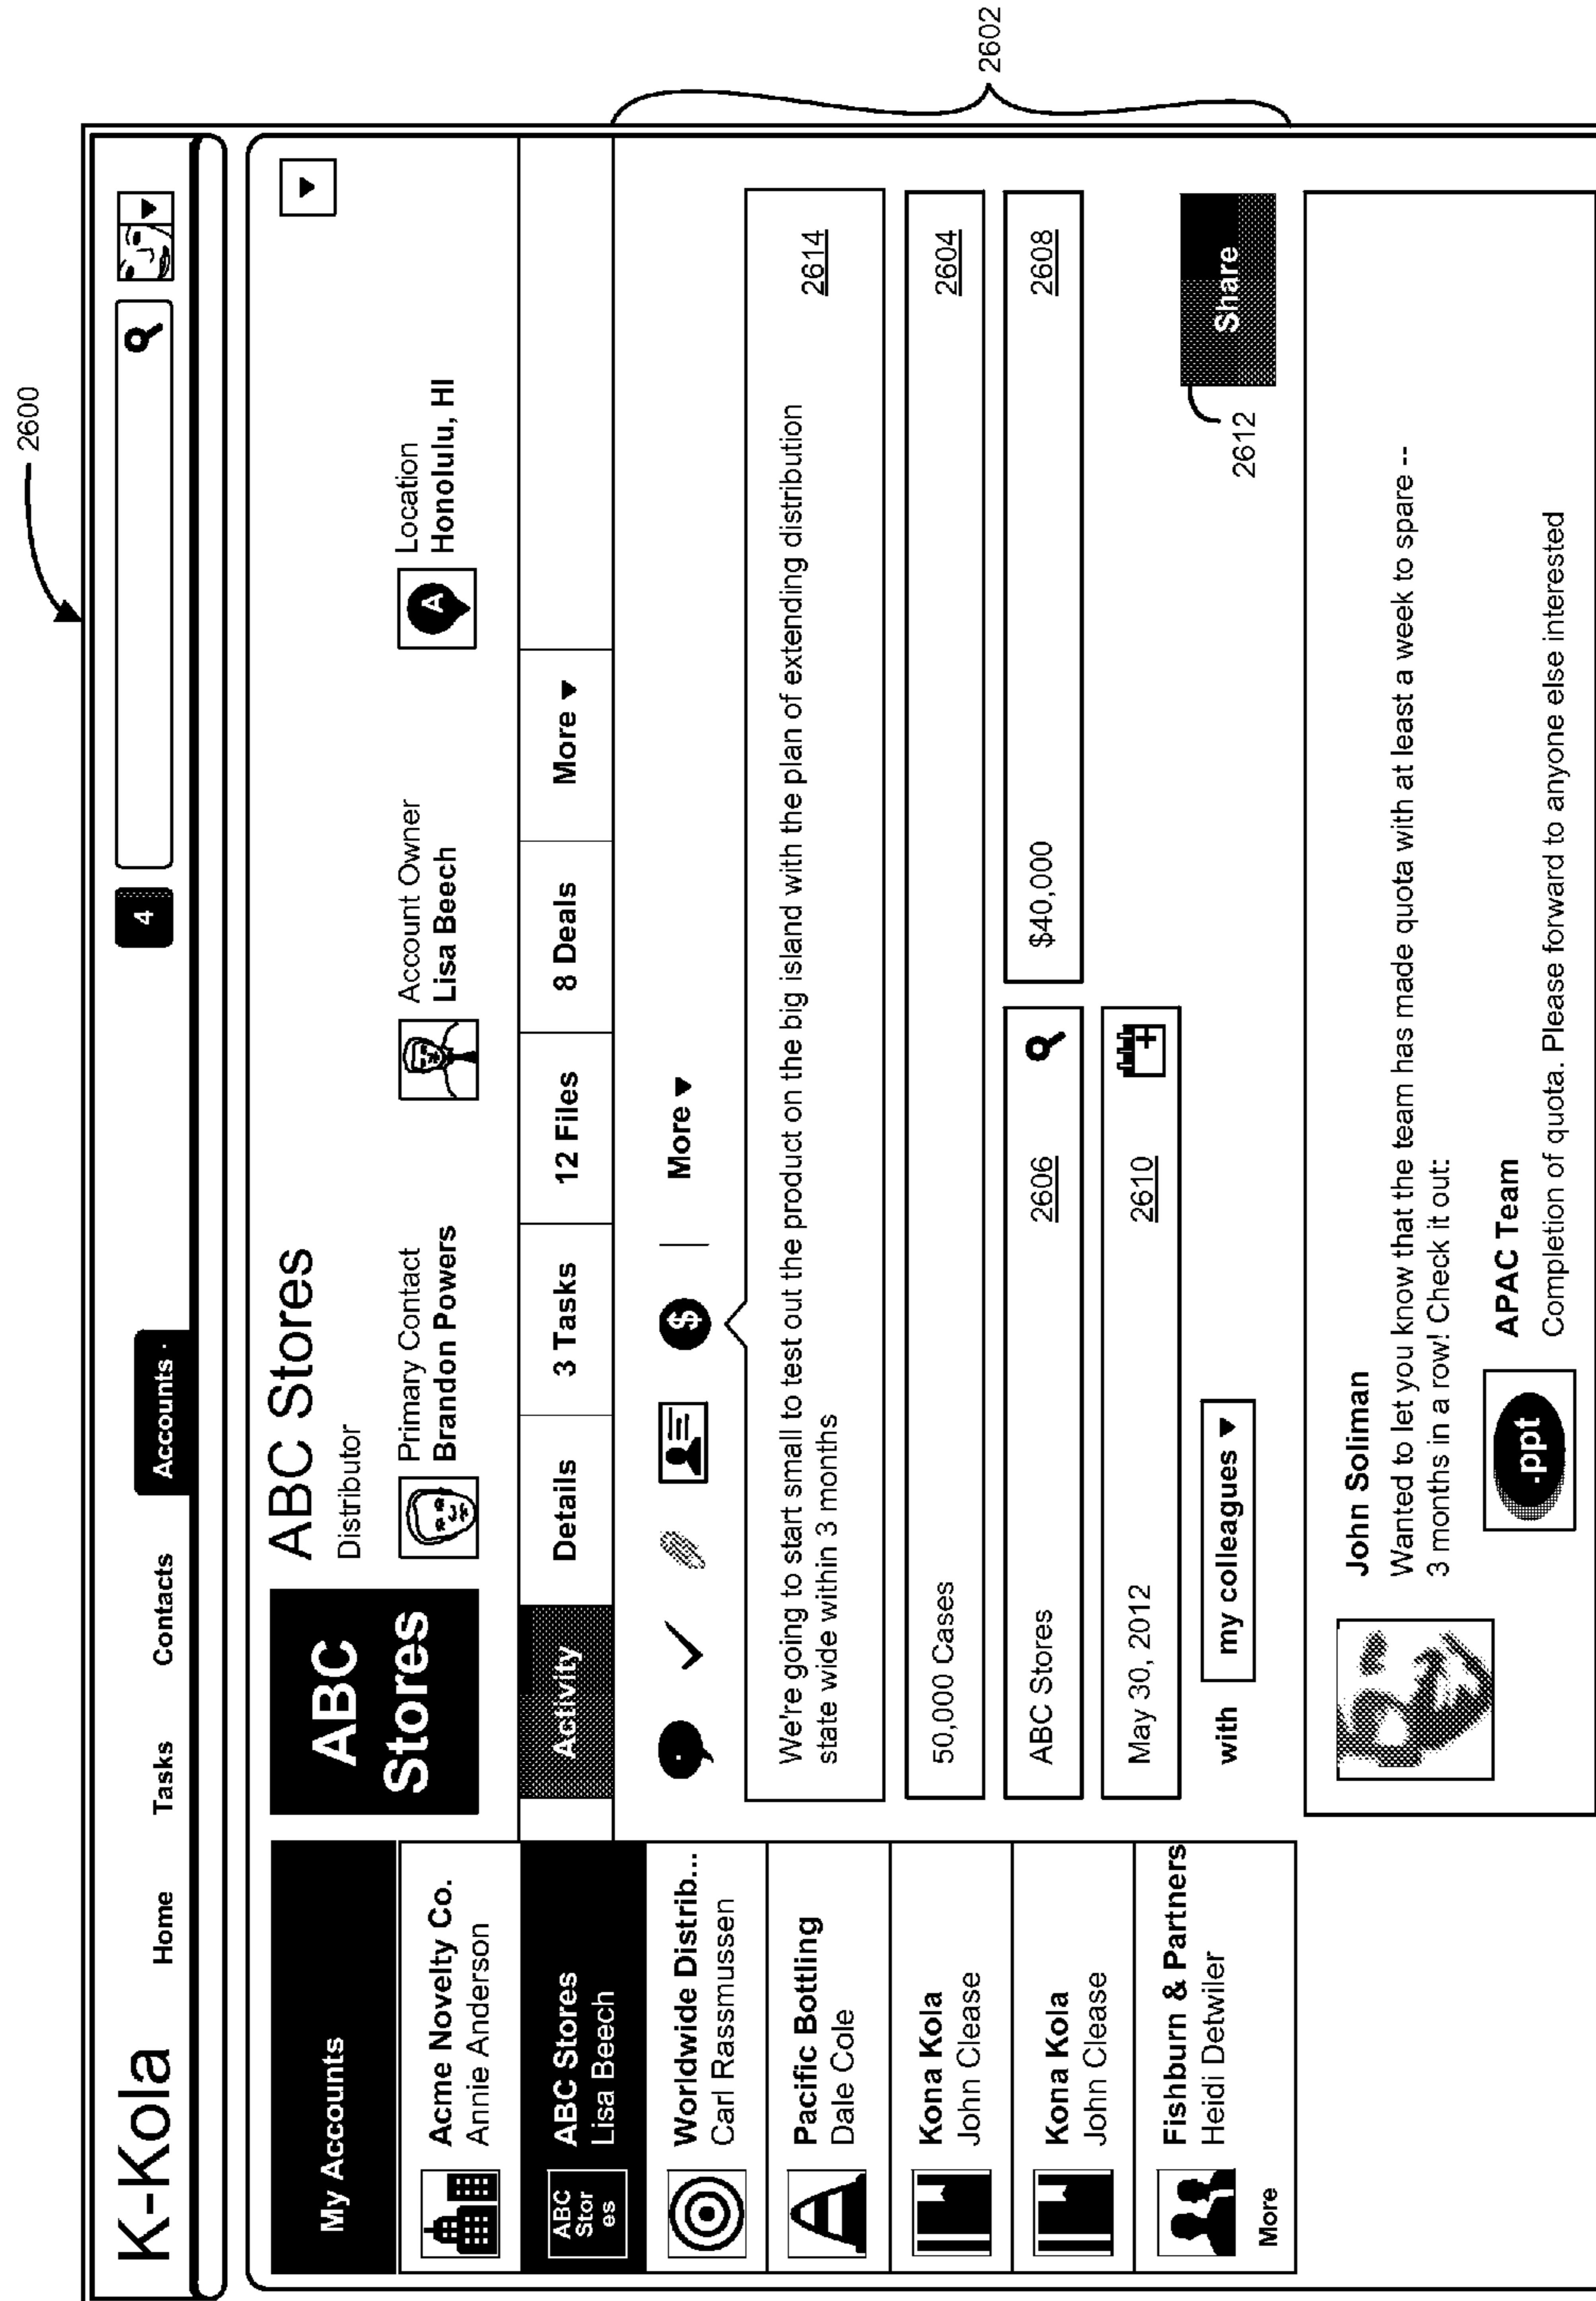 2600
K-Kola
Home
Tasks
Contacts
Accounts
4
My Accounts
Acme Novelty Co.
Annie Anderson
ABC Stores
Lisa Beech
ABC
Stor
es
Worldwide Distrib...
Carl Rassmussen
Pacific Bottling
Dale Cole
Kona Kola
John Clease
Kona Kola
John Clease
Fishburn & Partners
Heidi Detwiler
More
ABC
Stores
ABC Stores
Distributor
Primary Contact
Brandon Powers
Account Owner
Lisa Beech
A
Location
Honolulu, HI
Activity
Details
3 Tasks
12 Files
8 Deals
More
2602
$
More
We're going to start small to test out the product on the big island with the plan of extending distribution
state wide within 3 months
2614
50,000 Cases
2604
ABC Stores
2606
$40,000
2608
May 30, 2012
2610
with
my colleagues
2612
Share
John Soliman
Wanted to let you know that the team has made quota with at least a week to spare --
3 months in a row! Check it out:
.ppt
APAC Team
Completion of quota. Please forward to anyone else interested